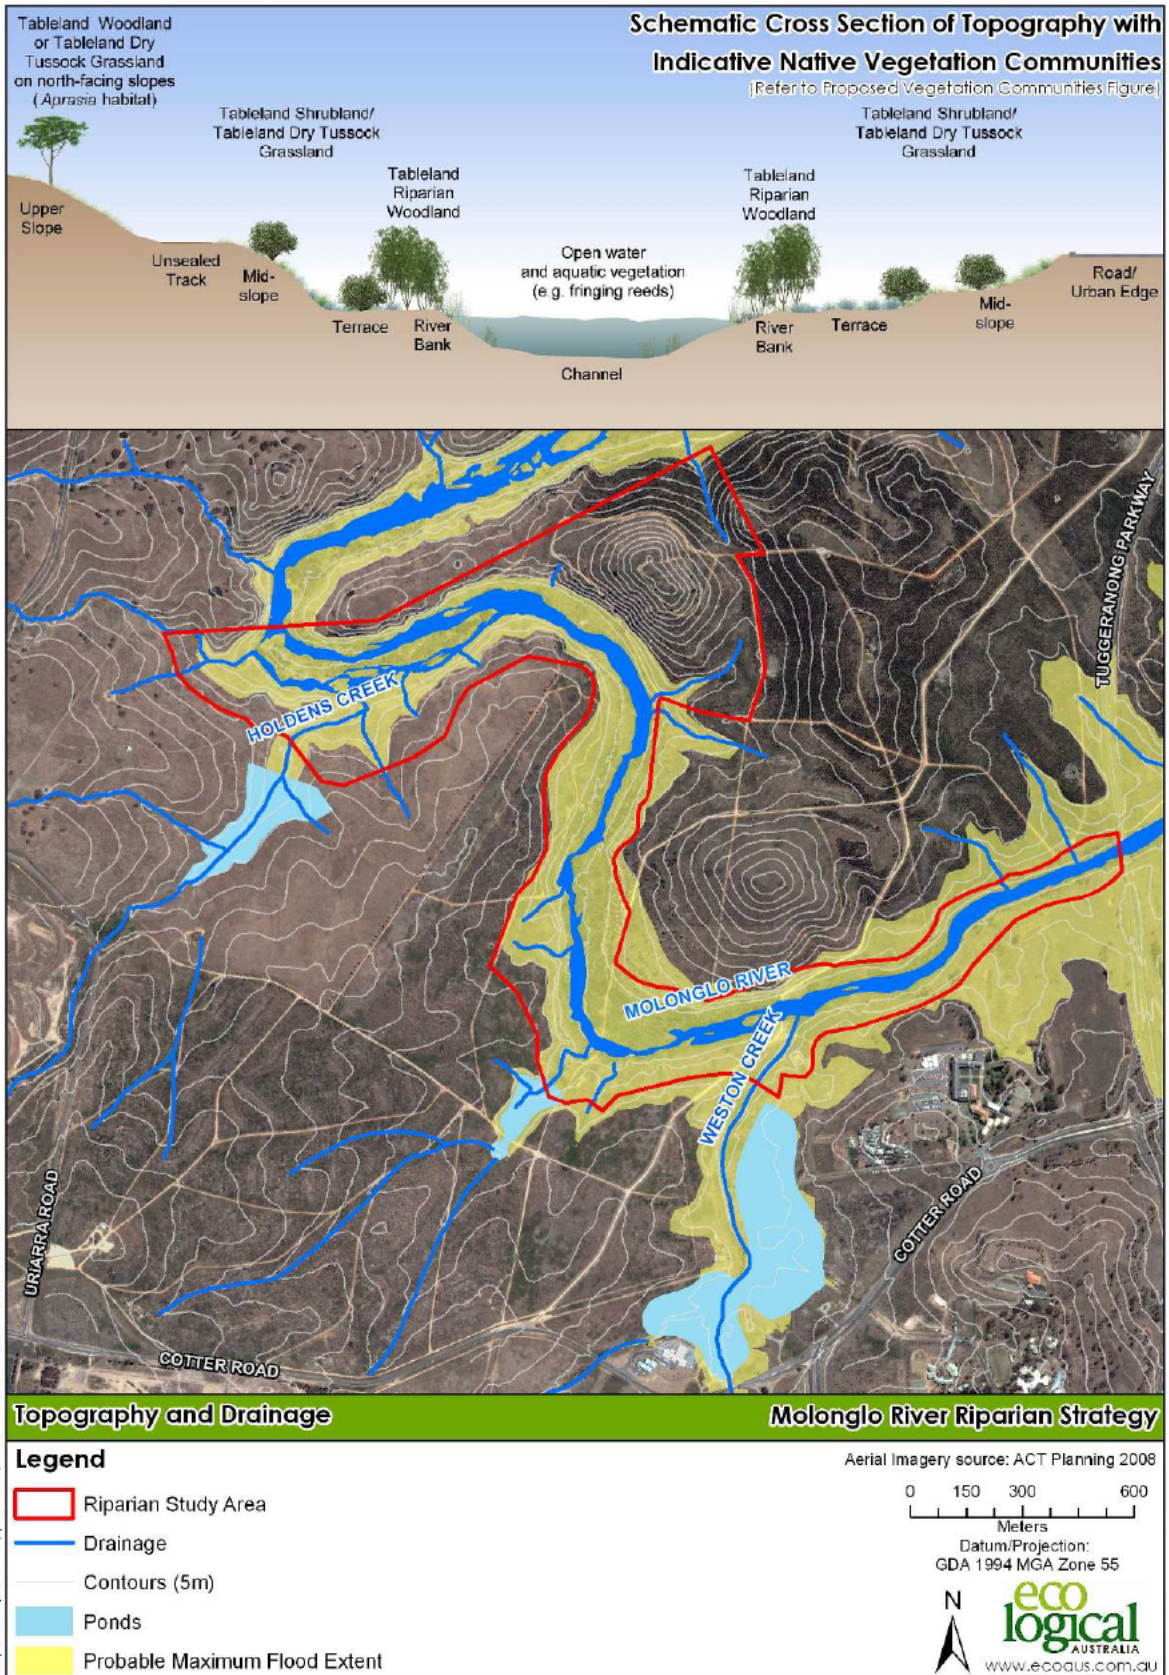 Schematic Cross Section of Topography with
Indicative Native Vegetation Communities
(Refer to Proposed Vegetation Communities Figure)
Tableland Woodland
or Tableland Dry
Tussock Grassland
on north-facing slopes
(Aprasia habitat)
Tableland Shrubland/
Tableland Dry Tussock
Grassland
Tableland
Riparian
Woodland
Tableland
Riparian
Woodland
Tableland Shrubland/
Tableland Dry Tussock
Grassland
Upper
Slope
Unsealed
Track
Mid-
slope
Terrace
River
Bank
Open water
and aquatic vegetation
(e.g. fringing reeds)
Channel
River
Bank
Terrace
Mid-
slope
Road/
Urban Edge
TUGGERANONG PARKWAY
HOLDENS CREEK
MOLONGLO RIVER
WESTON CREEK
COTTER ROAD
URIARRA ROAD
COTTER ROAD
Topography and Drainage
Molonglo River Riparian Strategy
Legend
Riparian Study Area
Drainage
Contours (5m)
Ponds
Probable Maximum Flood Extent
Aerial Imagery source: ACT Planning 2008
0 150 300 600
Meters
Datum/Projection:
GDA 1994 MGA Zone 55
N
eco
logical
AUSTRALIA
www.ecoaus.com.au